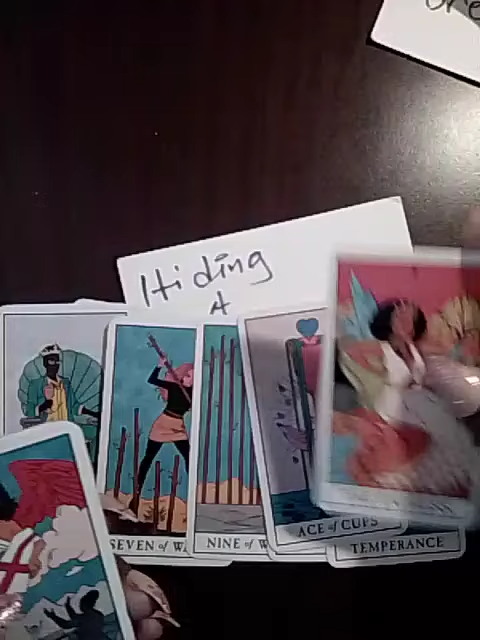 Hiding
A
SEVEN of W
NINE of W
ACE of CUPS
TEMPERANCE